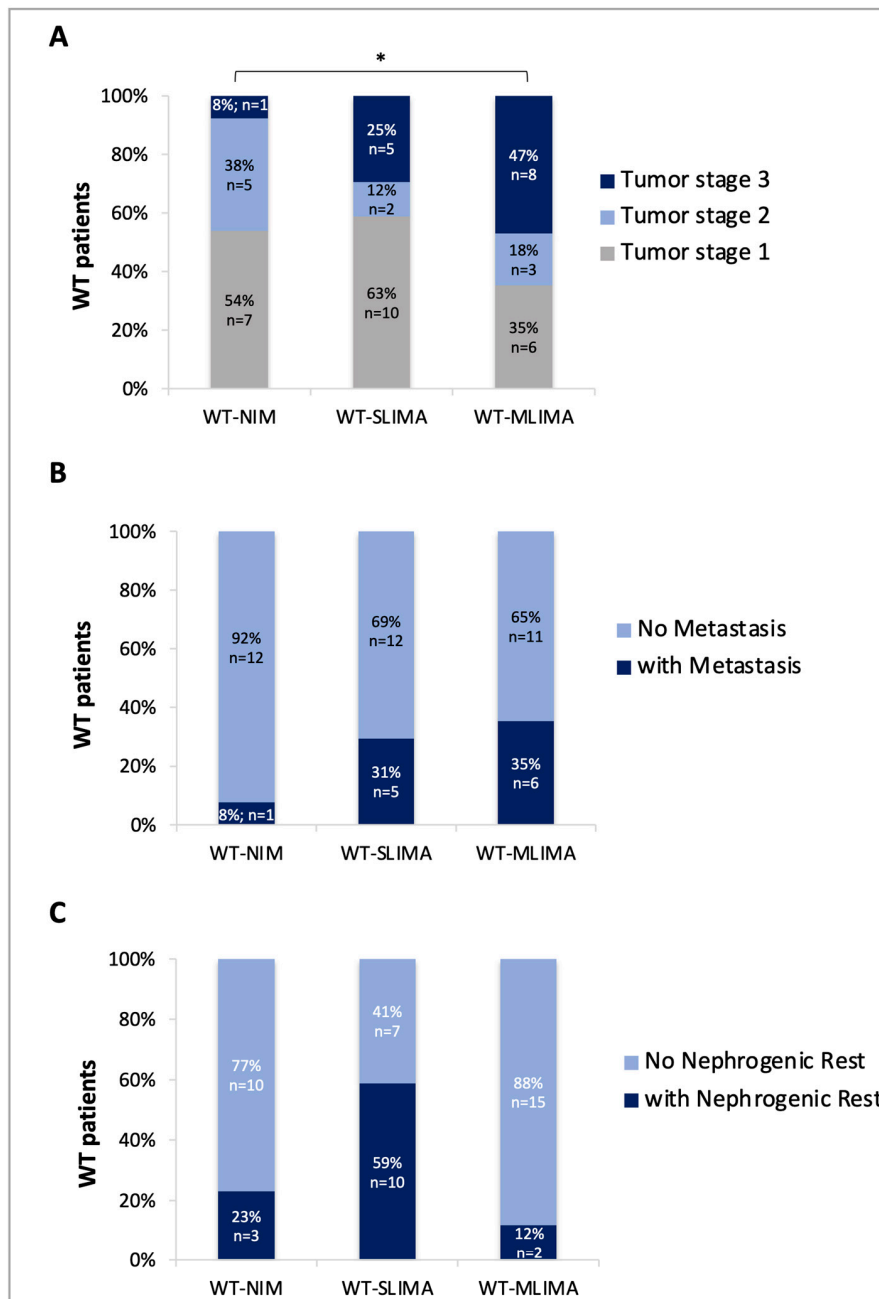 A
*
100%
80%
60%
40%
20%
0%
WT patients
8%; n=1
38%
n=5
54%
n=7
25%
n=5
12%
n=2
63%
n=10
47%
n=8
18%
n=3
35%
n=6
WT-NIM
WT-SLIMA
WT-MLIMA
Tumor stage 3
Tumor stage 2
Tumor stage 1
B
100%
80%
60%
40%
20%
0%
WT patients
92%
n=12
8%; n=1
69%
n=12
31%
n=5
65%
n=11
35%
n=6
WT-NIM
WT-SLIMA
WT-MLIMA
No Metastasis
with Metastasis
C
100%
80%
60%
40%
20%
0%
WT patients
77%
n=10
23%
n=3
41%
n=7
59%
n=10
88%
n=15
12%
n=2
WT-NIM
WT-SLIMA
WT-MLIMA
No Nephrogenic Rest
with Nephrogenic Rest